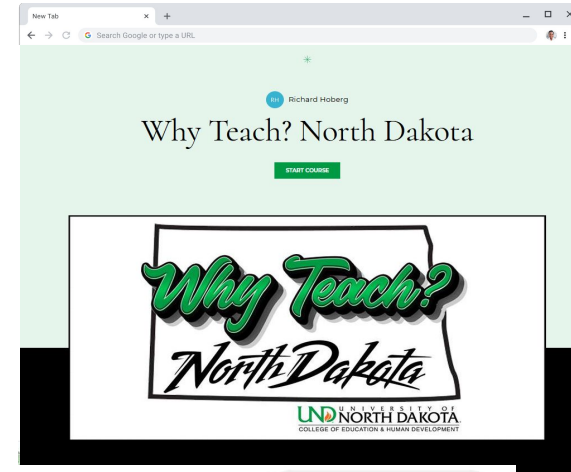 New Tab
Search Google or type a URL
RH Richard Hoberg
Why Teach? North Dakota
START COURSE
Why Teach?
North Dakota
UND UNIVERSITY OF
NORTH DAKOTA
COLLEGE OF EDUCATION & HUMAN DEVELOPMENT